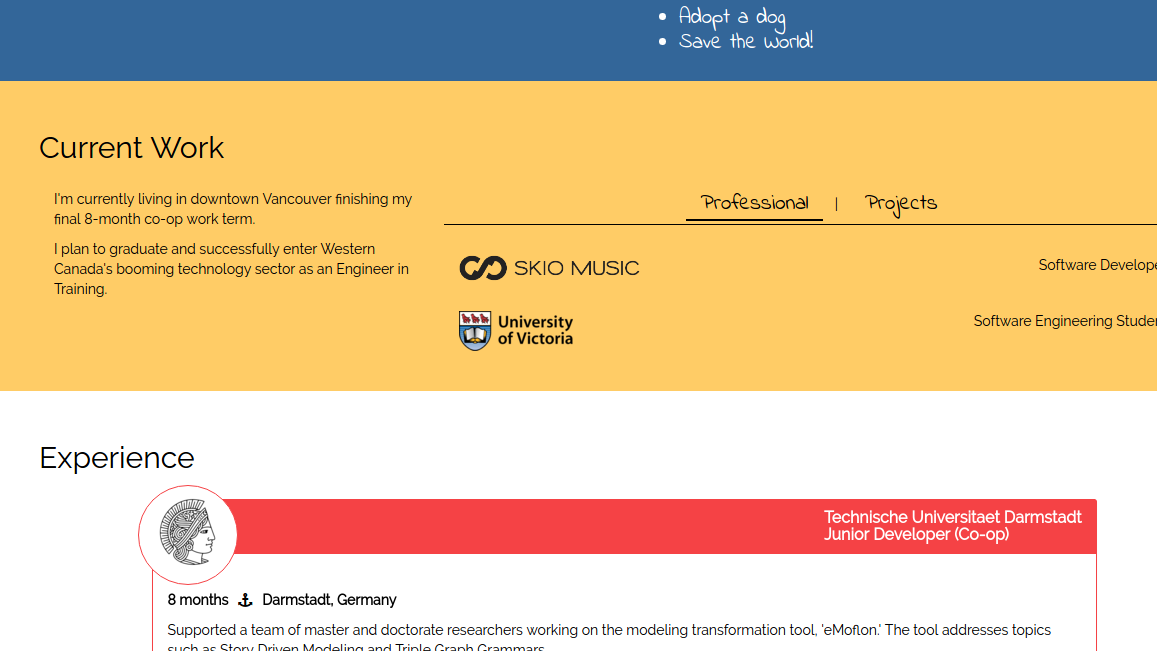 Adopt a dog
Save the World!
Current Work
I'm currently living in downtown Vancouver finishing my
final 8-month co-op work term.
I plan to graduate and successfully enter Western
Canada's booming technology sector as an Engineer in
Training.
Professional | Projects
SKIO MUSIC
Software Develope
University
of Victoria
Software Engineering Studen
Experience
Technische Universitaet Darmstadt
Junior Developer (Co-op)
8 months Darmstadt, Germany
Supported a team of master and doctorate researchers working on the modeling transformation tool, 'eMoflon.' The tool addresses topics
such as Story Driven Modeling and Triple Graph Grammars.